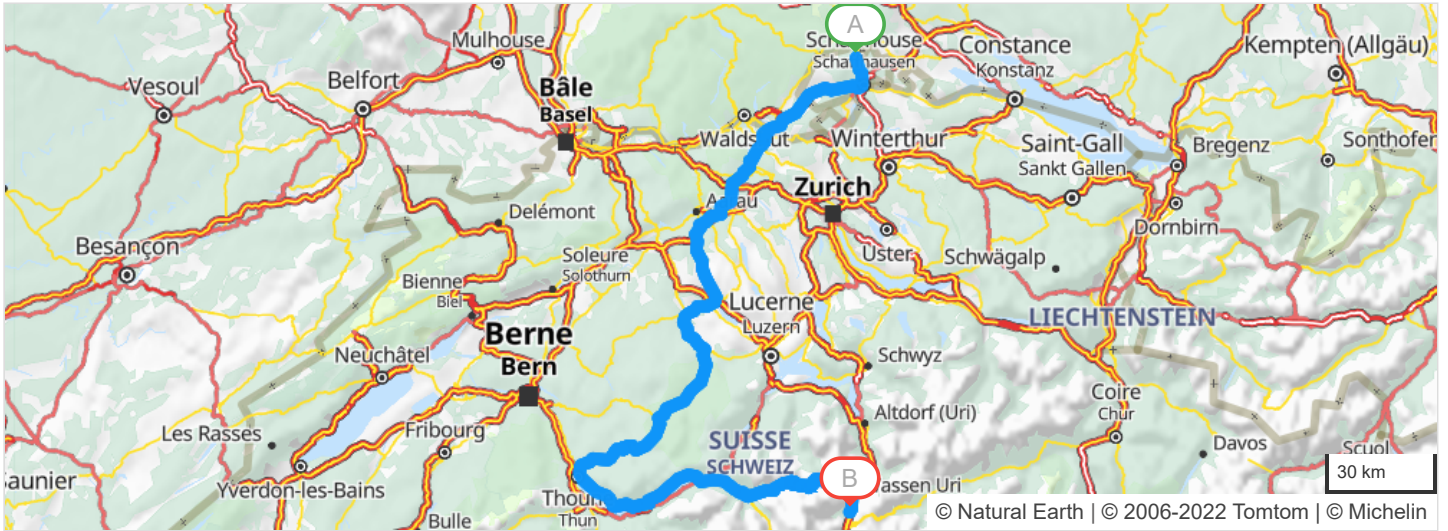 A
Mulhouse
Constance
Konstanz
Kempten (Allgäu)
Schaffhausen
Vesoul
Belfort
Bâle
Basel
Waldshut
Winterthur
Saint-Gall
Sankt Gallen
Bregenz
Zurich
Aarau
Delémont
Dornbirn
Besançon
Soleure
Solothurn
Uster
Schwägalp
Bienne
Biel
Lucerne
Luzern
LIECHTENSTEIN
Berne
Bern
Neuchâtel
Schwyz
Coire
Chur
Altdorf (Uri)
Les Rasses
Fribourg
SUISSE
SCHWEIZ
Davos
Scuol
B
30 km
Yverdon-les-Bains
Thoun
Thun
Bulle
© Natural Earth | © 2006-2022 Tomtom | © Michelin